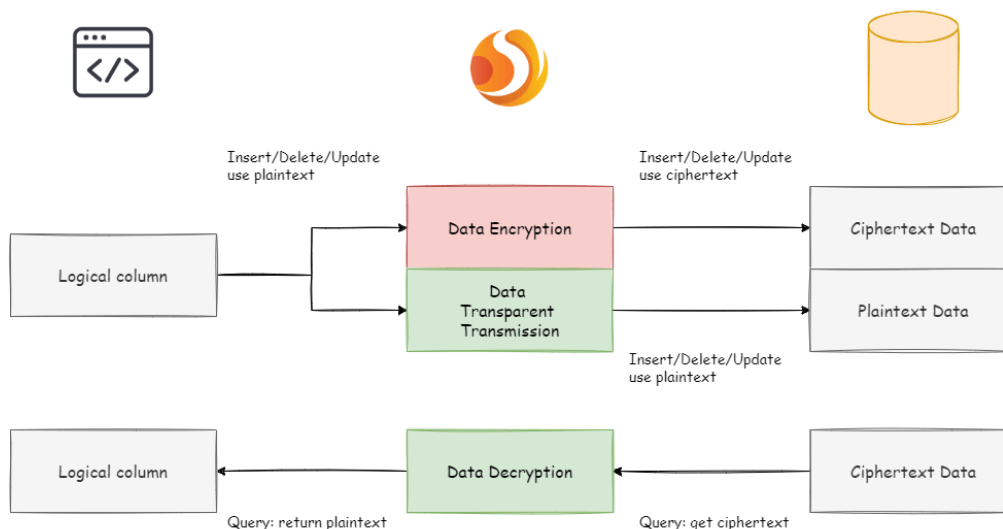 </>
Insert/Delete/Update
use plaintext
Insert/Delete/Update
use ciphertext
Logical column
Data Encryption
Ciphertext Data
Data
Transparent
Transmission
Plaintext Data
Insert/Delete/Update
use plaintext
Logical column
Data Decryption
Ciphertext Data
Query: return plaintext
Query: get ciphertext